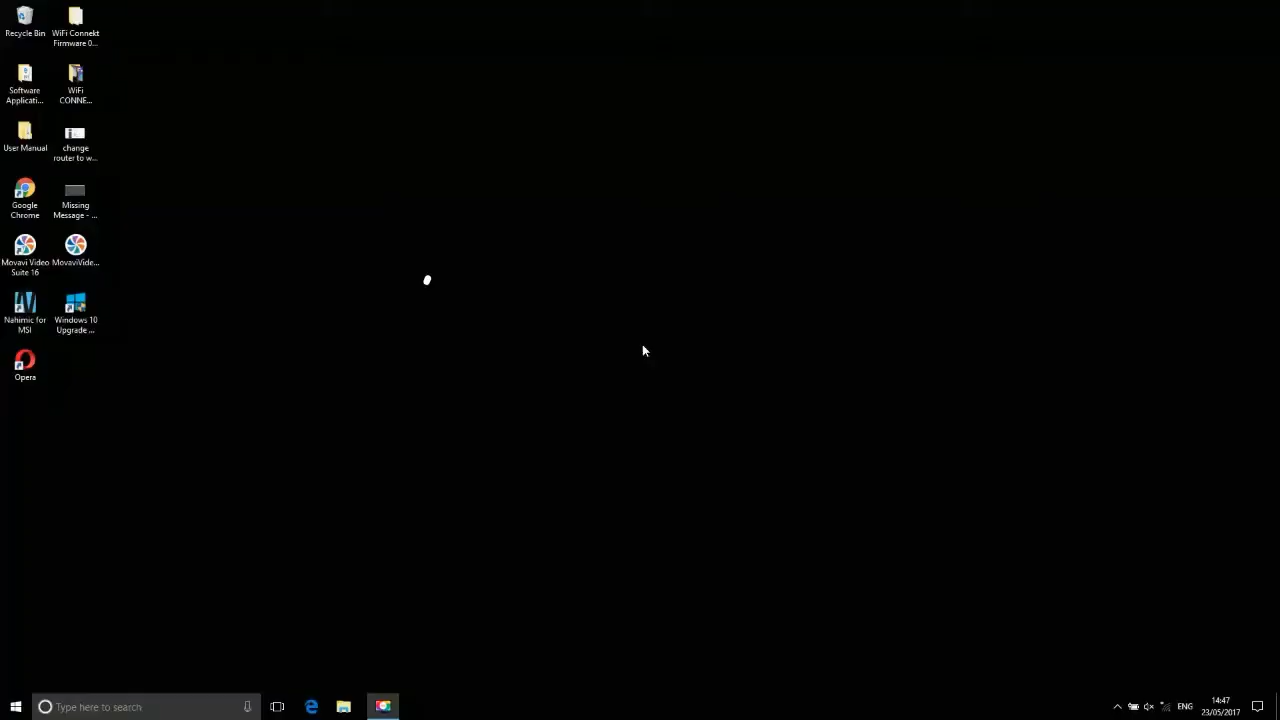 Recycle Bin
WiFi Connekt
Firmware 0...
Software
Applicati...
WiFi
CONNE...
User Manual
change
router to w...
Google
Chrome
Missing
Message - ...
Movavi Video
Suite 16
MovaviVide...
Nahimic for
MSI
Windows 10
Upgrade ...
Opera
Type here to search
ENG
14:47
23/05/2017